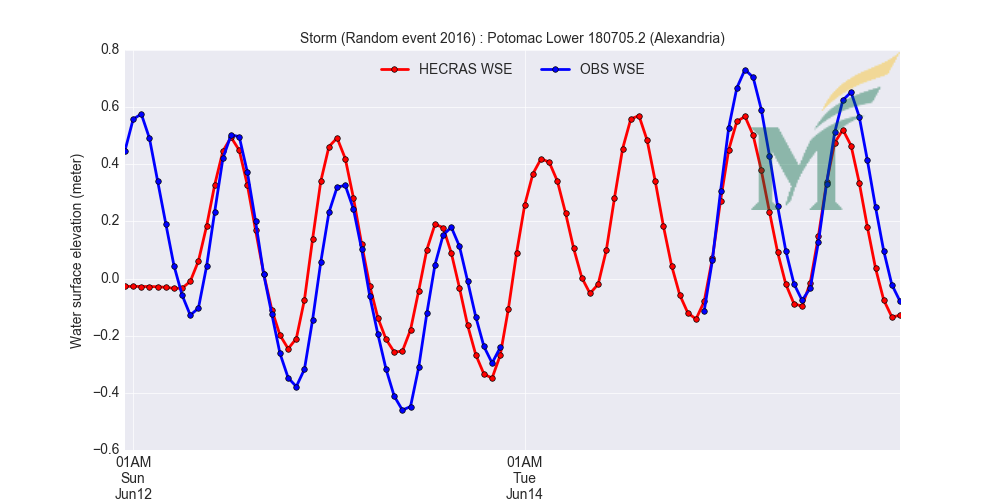 Storm (Random event 2016) : Potomac Lower 180705.2 (Alexandria)
HECRAS WSE
OBS WSE
Water surface elevation (meter)
0.8
0.6
0.4
0.2
0.0
−0.2
−0.4
−0.6
01AM
Sun
Jun12
01AM
Tue
Jun14
M